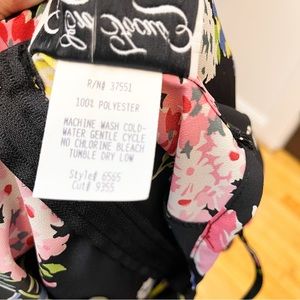 R/N# 37551
100% POLYESTER
MACHINE WASH COLD-
WATER GENTLE CYCLE
NO CHLORINE BLEACH
TUMBLE DRY LOW
Style# 6565
Cut# 9355